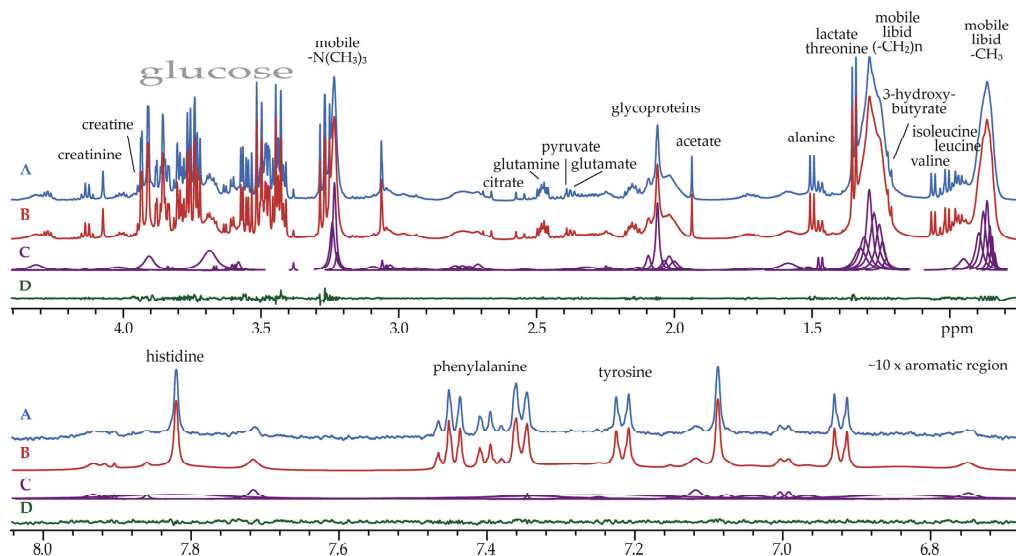 glucose
mobile
-N(CH₃)₃
lactate
threonine
mobile
libid
(-CH₂)n
mobile
libid
-CH₃
creatine
creatinine
glycoproteins
pyruvate
glutamine
glutamate
citrate
acetate
alanine
3-hydroxy-
butyrate
isoleucine
leucine
valine
A
B
C
D
4.0 3.5 3.0 2.5 2.0 1.5 ppm
histidine
phenylalanine
tyrosine
~10 x aromatic region
A
B
C
D
8.0 7.8 7.6 7.4 7.2 7.0 6.8